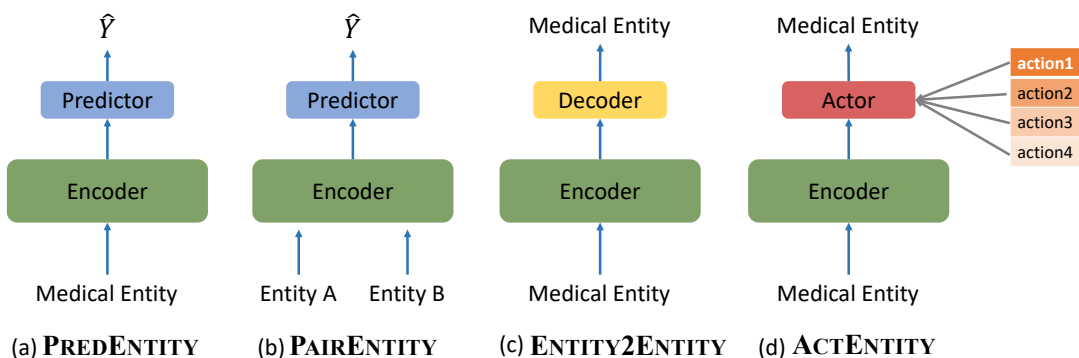 Ŷ
Predictor
Encoder
Medical Entity
(a) PREDENTITY
Ŷ
Predictor
Encoder
Entity A Entity B
(b) PAIRENTITY
Medical Entity
Decoder
Encoder
Medical Entity
(c) ENTITY2ENTITY
Medical Entity
Actor
action1
action2
action3
action4
Encoder
Medical Entity
(d) ACTENTITY